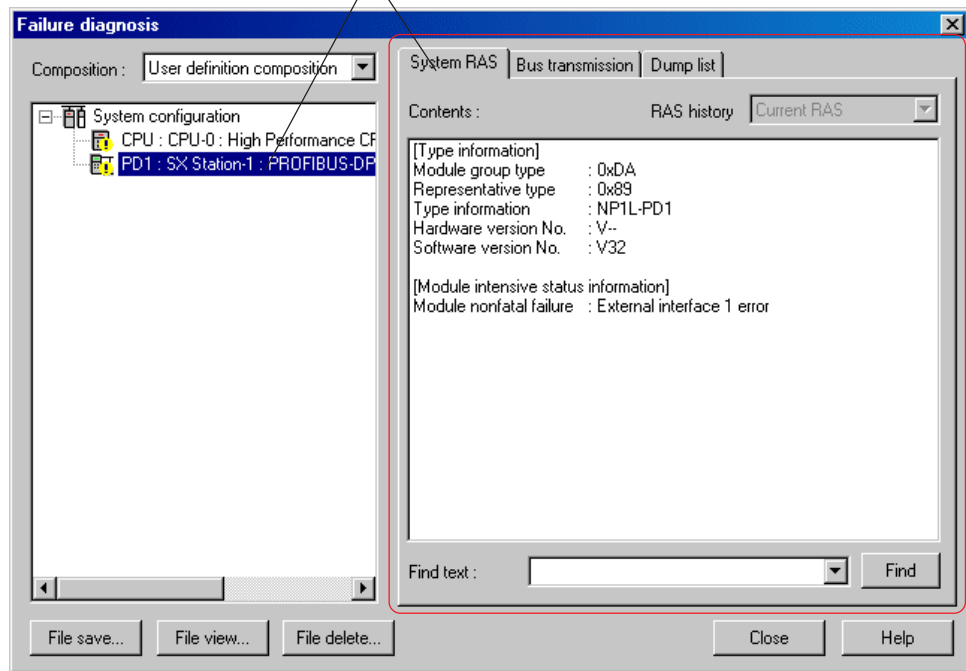 Failure diagnosis
Composition : User definition composition
System configuration
CPU : CPU-0 : High Performance CF
PD1 : SX Station-1 : PROFIBUS-DP
System RAS Bus transmission Dump list
Contents : RAS history Current RAS
[Type information]
Module group type : 0xDA
Representative type : 0x89
Type information : NP1L-PD1
Hardware version No. : V--
Software version No. : V32
[Module intensive status information]
Module nonfatal failure : External interface 1 error
Find text : Find
File save... File view... File delete... Close Help